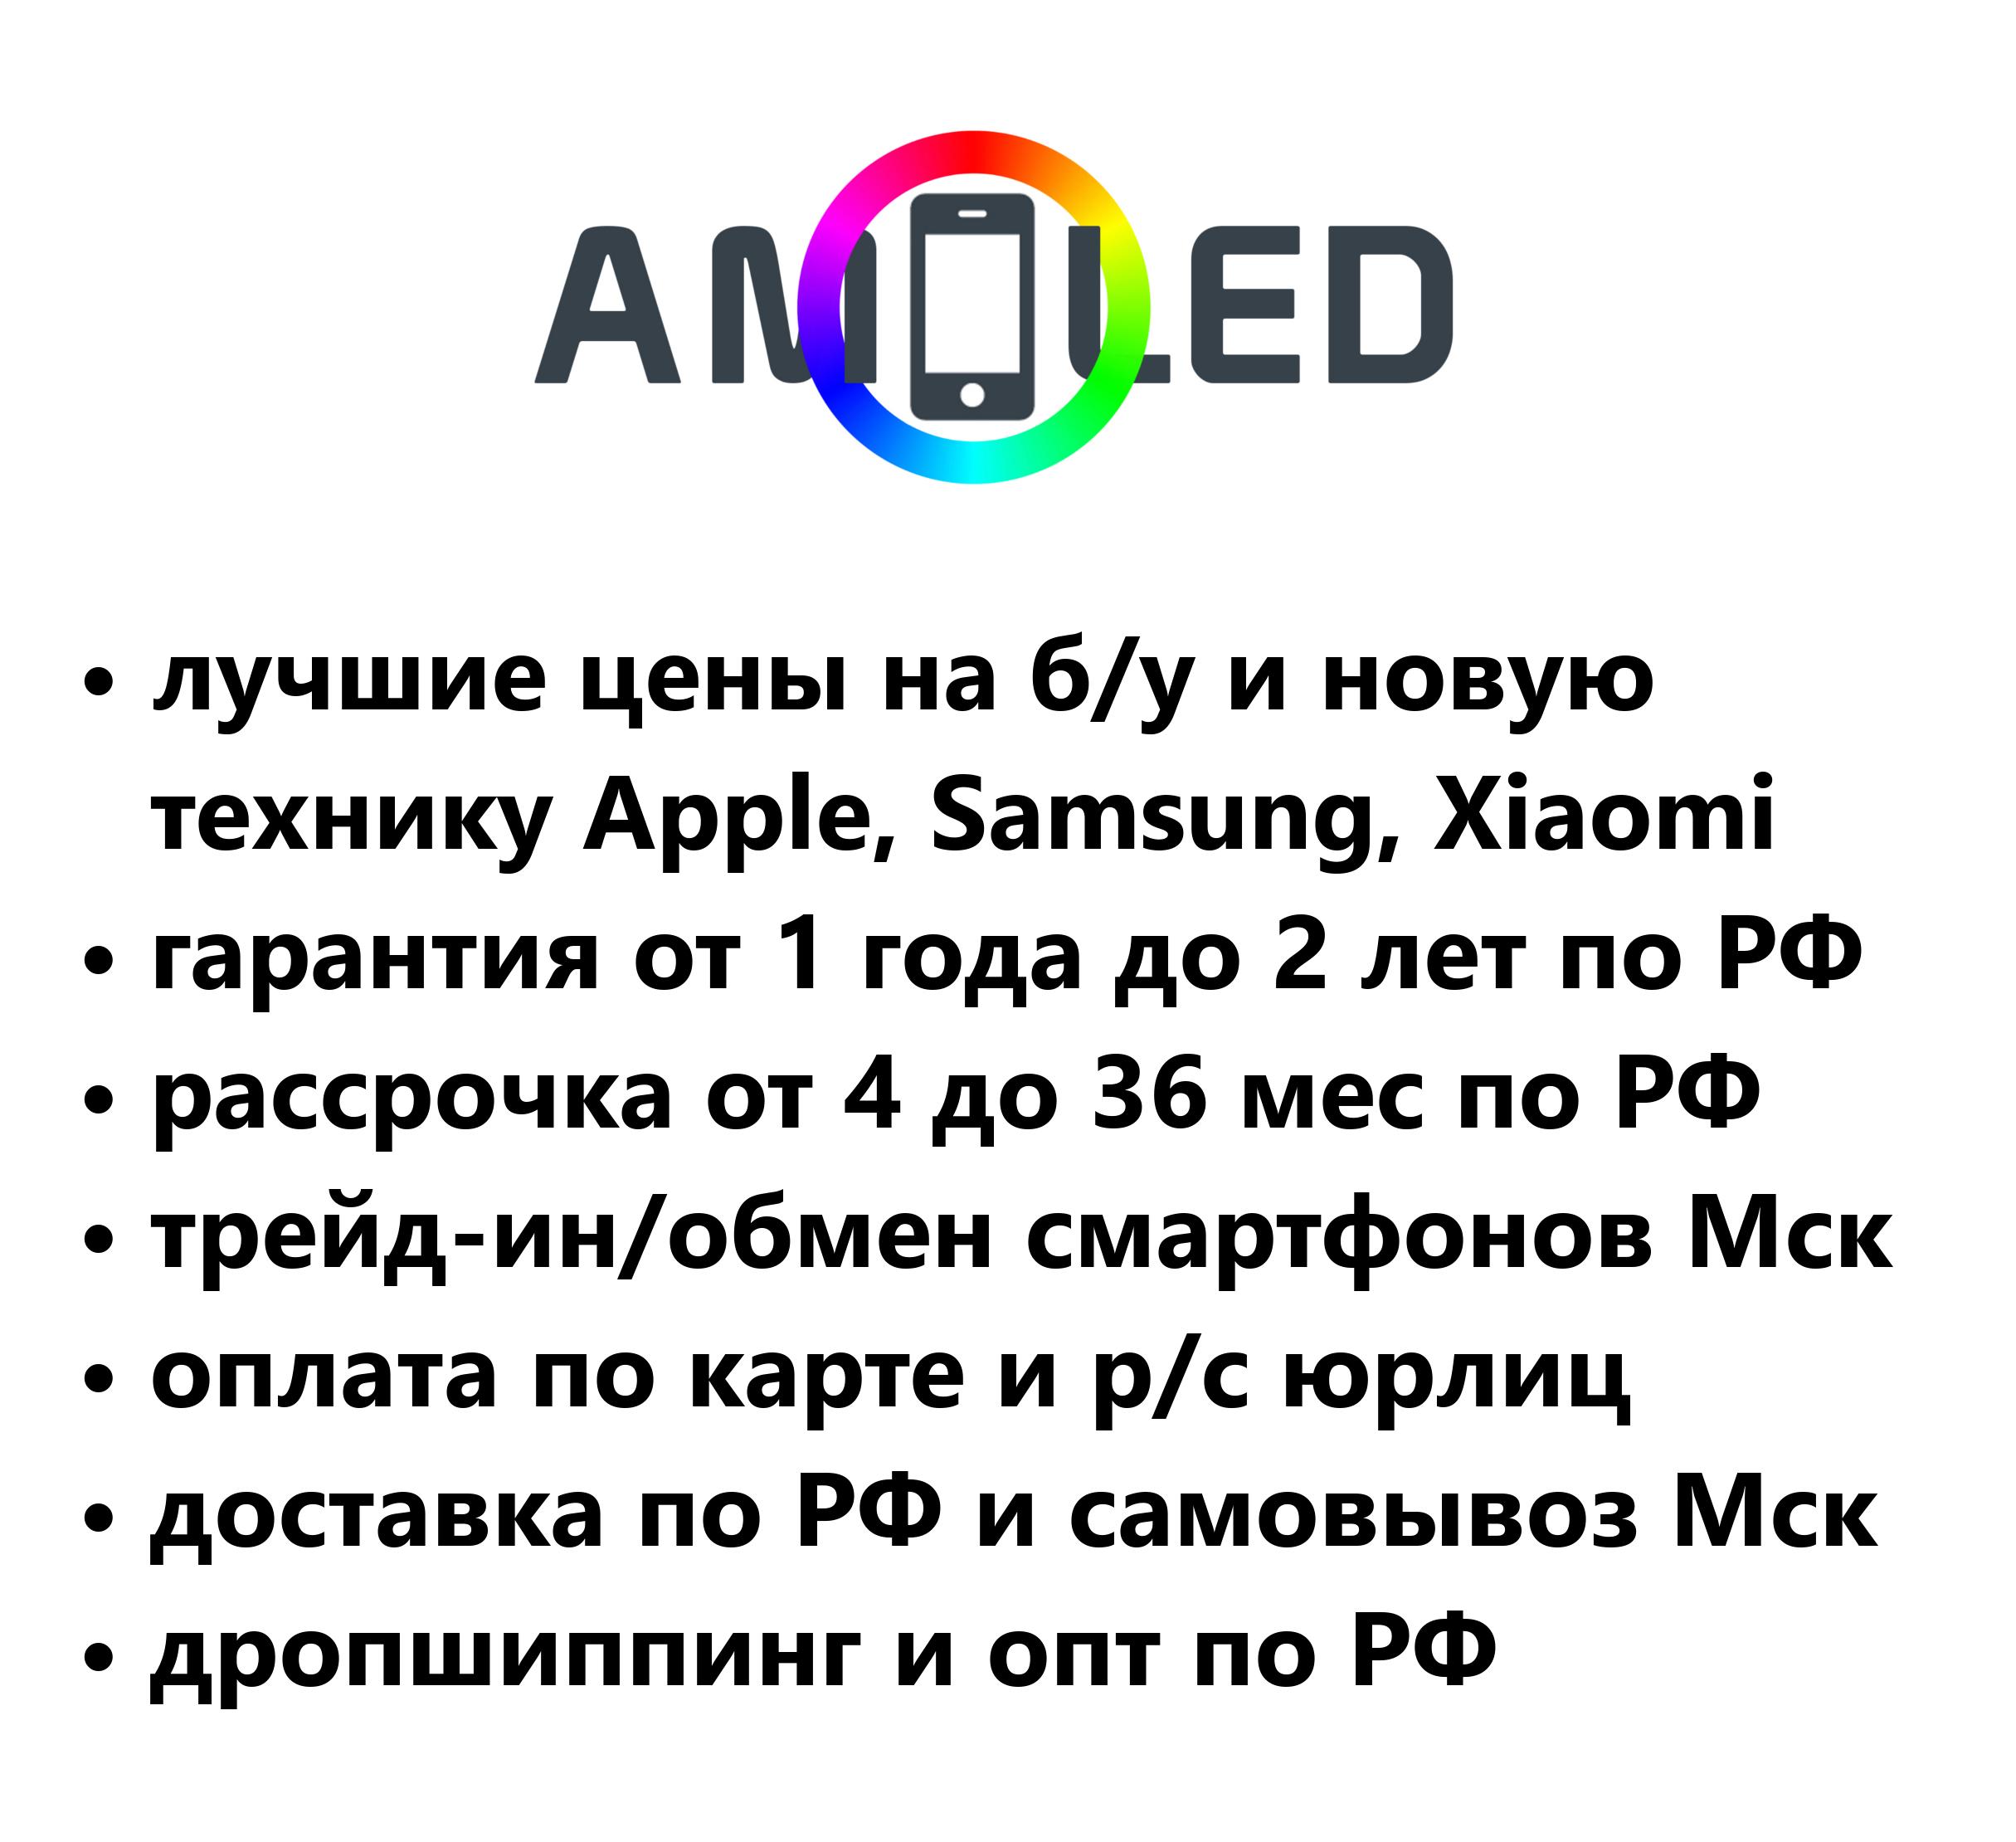 AMOLED
• лучшие цены на б/у и новую
технику Apple, Samsung, Xiaomi
• гарантия от 1 года до 2 лет по РФ
• рассрочка от 4 до 36 мес по РФ
• трейд-ин/обмен смартфонов Мск
• оплата по карте и р/с юрлиц
• доставка по РФ и самовывоз Мск
• дропшиппинг и опт по РФ